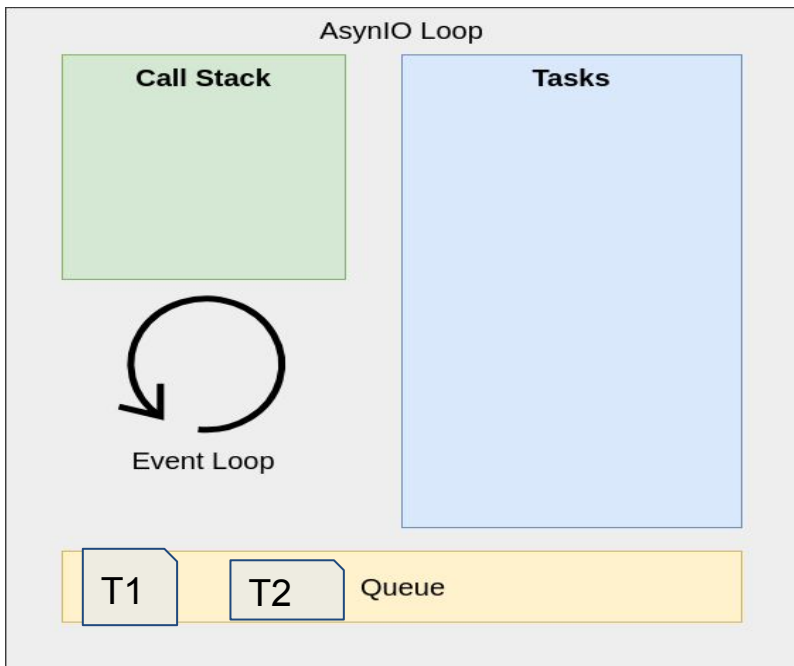 AsynIO Loop
Call Stack
Tasks
Event Loop
T1
T2
Queue